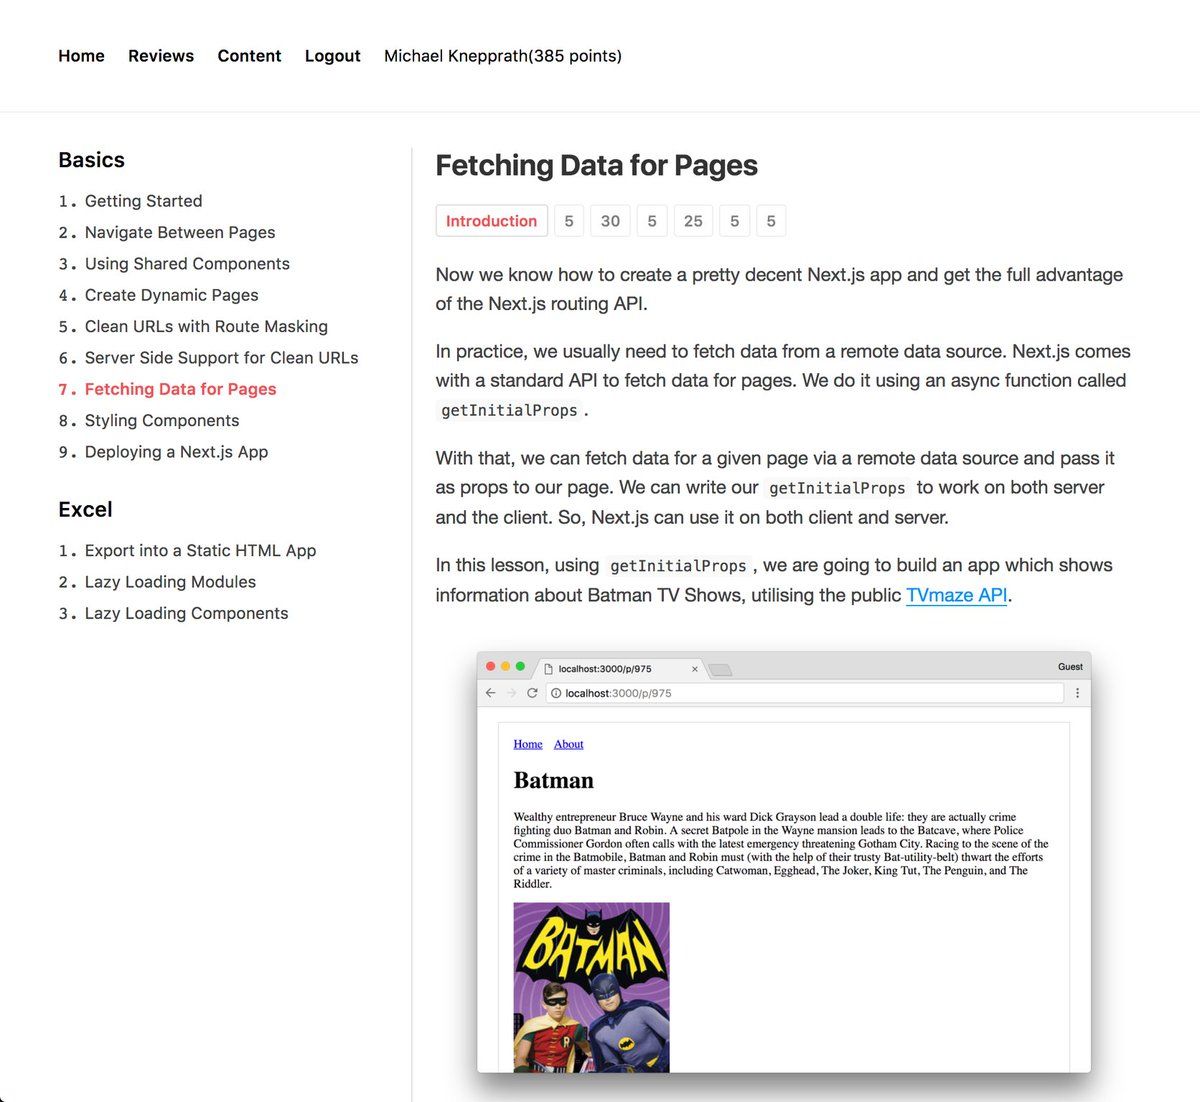 Home Reviews Content Logout Michael Knepprath(385 points)
Basics
1. Getting Started
2. Navigate Between Pages
3. Using Shared Components
4. Create Dynamic Pages
5. Clean URLs with Route Masking
6. Server Side Support for Clean URLs
7. Fetching Data for Pages
8. Styling Components
9. Deploying a Next.js App
Excel
1. Export into a Static HTML App
2. Lazy Loading Modules
3. Lazy Loading Components
Fetching Data for Pages
Introduction 5 30 5 25 5 5
Now we know how to create a pretty decent Next.js app and get the full advantage
of the Next.js routing API.
In practice, we usually need to fetch data from a remote data source. Next.js comes
with a standard API to fetch data for pages. We do it using an async function called
getInitialProps .
With that, we can fetch data for a given page via a remote data source and pass it
as props to our page. We can write our getInitialProps to work on both server
and the client. So, Next.js can use it on both client and server.
In this lesson, using getInitialProps , we are going to build an app which shows
information about Batman TV Shows, utilising the public TVmaze API.
localhost:3000/p/975 × Guest
localhost:3000/p/975
Home About
Batman
Wealthy entrepreneur Bruce Wayne and his ward Dick Grayson lead a double life: they are actually crime
fighting duo Batman and Robin. A secret Batpole in the Wayne mansion leads to the Batcave, where Police
Commissioner Gordon often calls with the latest emergency threatening Gotham City. Racing to the scene of the
crime in the Batmobile, Batman and Robin must (with the help of their trusty Bat-utility-belt) thwart the efforts
of a variety of master criminals, including Catwoman, Egghead, The Joker, King Tut, The Penguin, and The
Riddler.
BATMAN
R